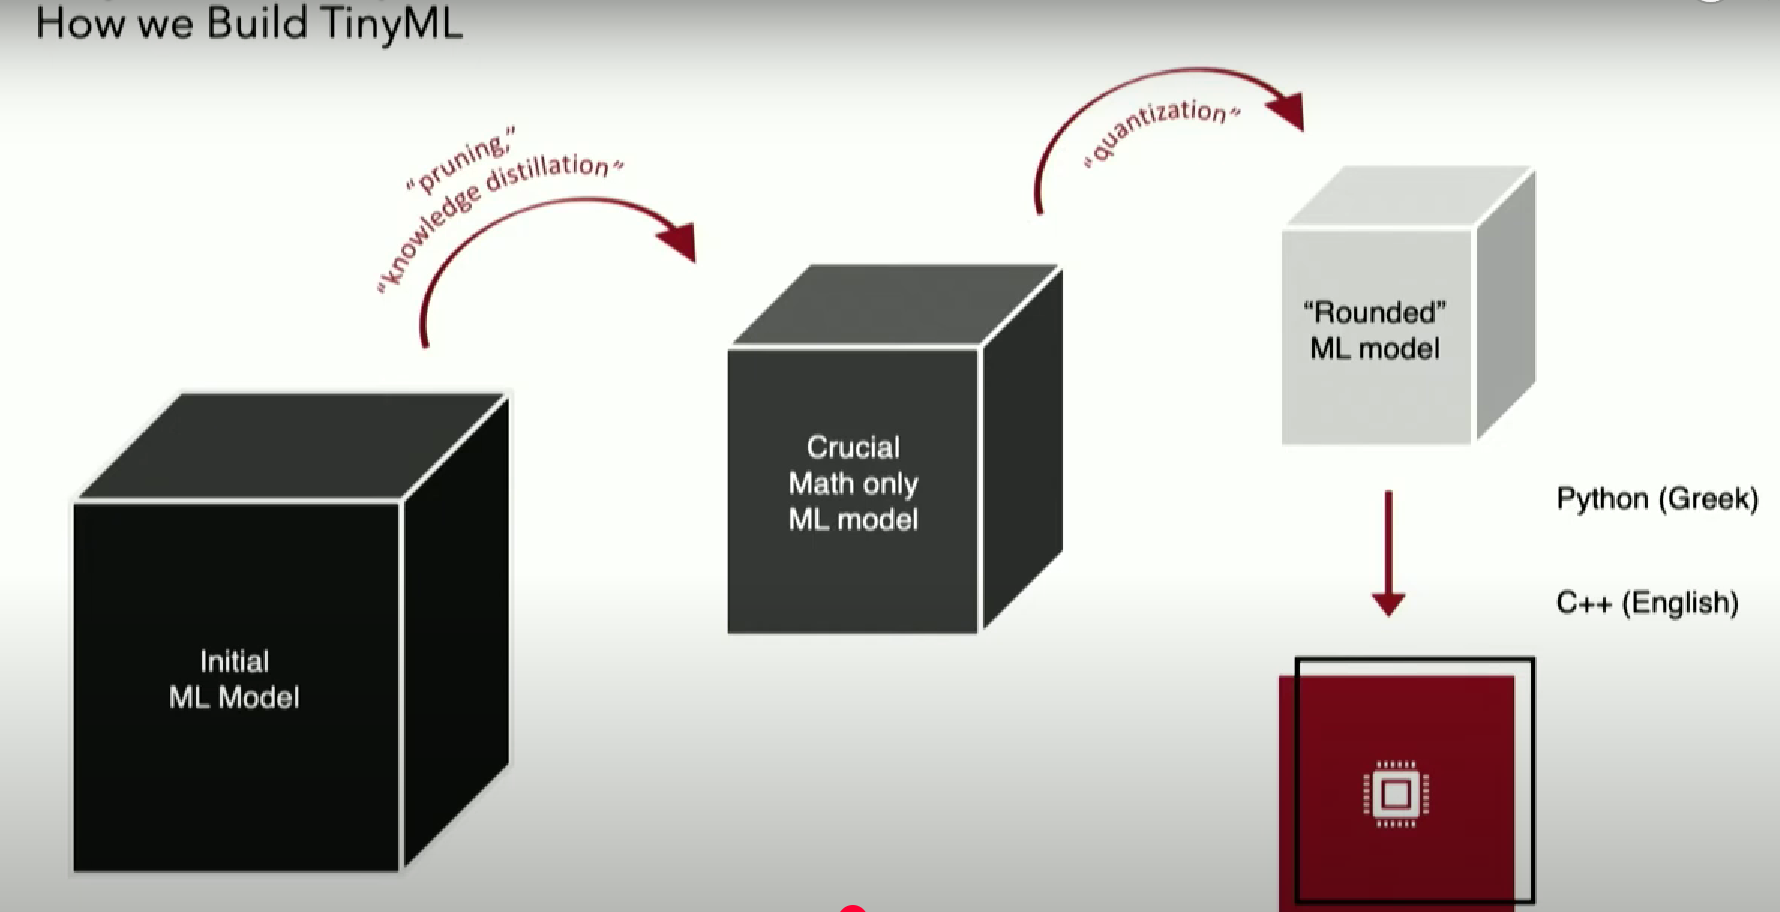 How we Build TinyML
“pruning,”
“knowledge distillation”
“quantization”
“Rounded”
ML model
Crucial
Math only
ML model
Python (Greek)
C++ (English)
Initial
ML Model